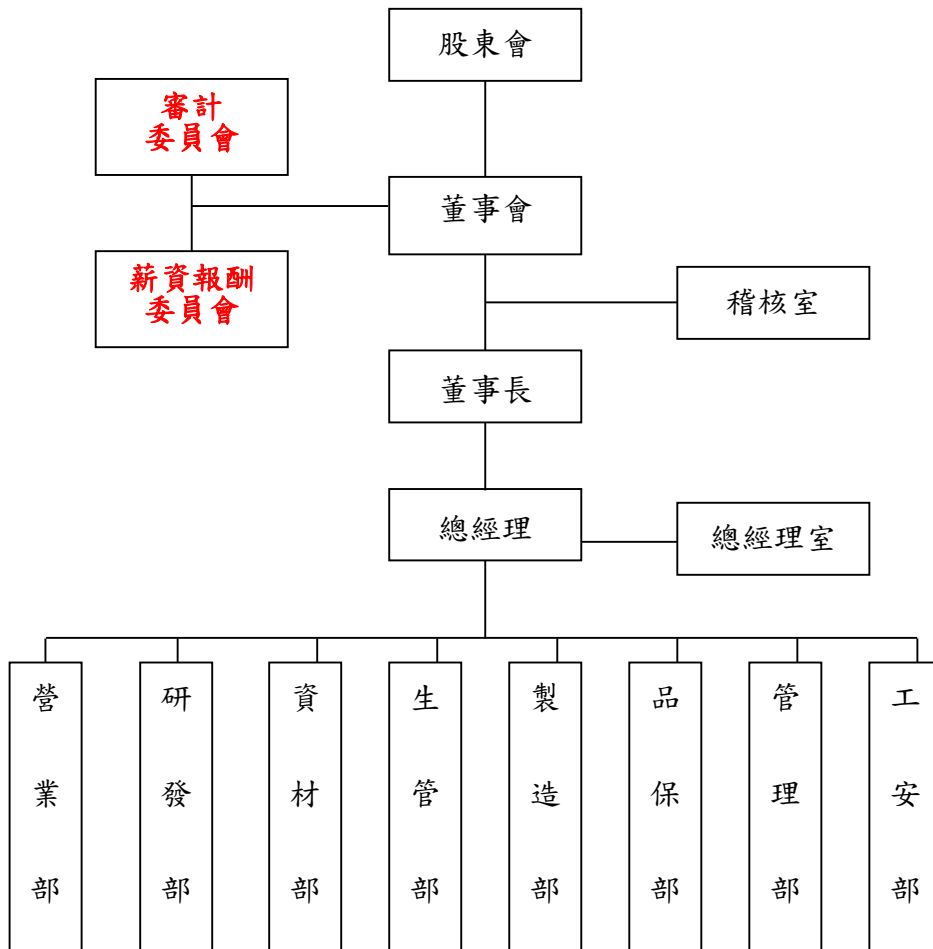 股東會
審計
委員會
董事會
薪資報酬
委員會
稽核室
董事長
總經理
總經理室
營業部
研發部
資材部
生管部
製造部
品保部
管理部
工安部